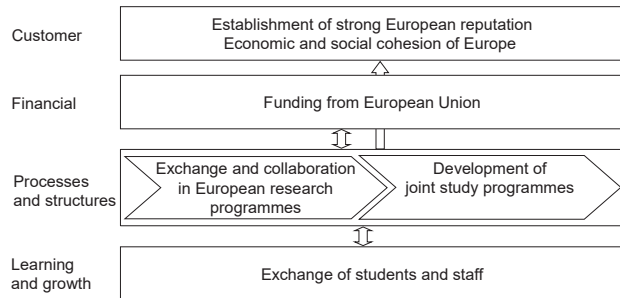 Customer
Establishment of strong European reputation
Economic and social cohesion of Europe
Financial
Funding from European Union
Processes
and structures
Exchange and collaboration
in European research
programmes
Development of
joint study programmes
Learning
and growth
Exchange of students and staff